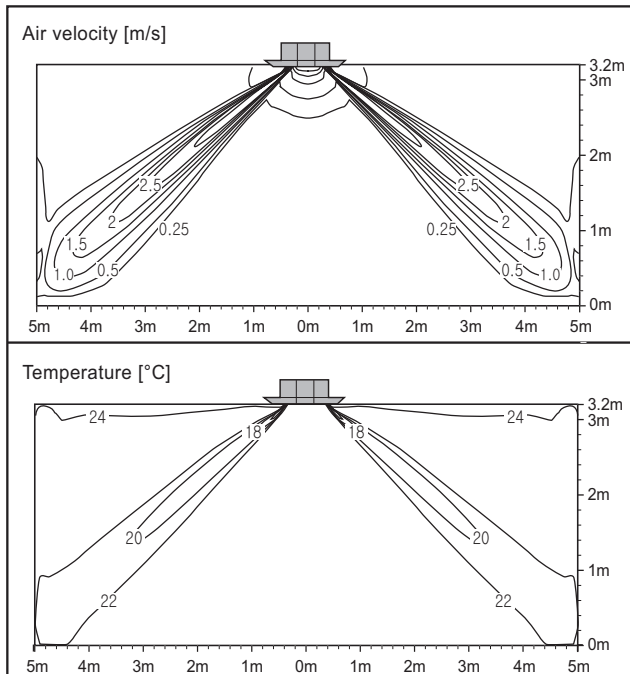 Air velocity [m/s]
3.2m
3m
2m
2.5 2.5
2 2
0.25 0.25
1m
1.5 1.5
1.0 0.5 0.5 1.0
0m
5m 4m 3m 2m 1m 0m 1m 2m 3m 4m 5m
Temperature [°C]
3.2m
24 24
3m
18 18
2m
20 20
1m
22 22
0m
5m 4m 3m 2m 1m 0m 1m 2m 3m 4m 5m